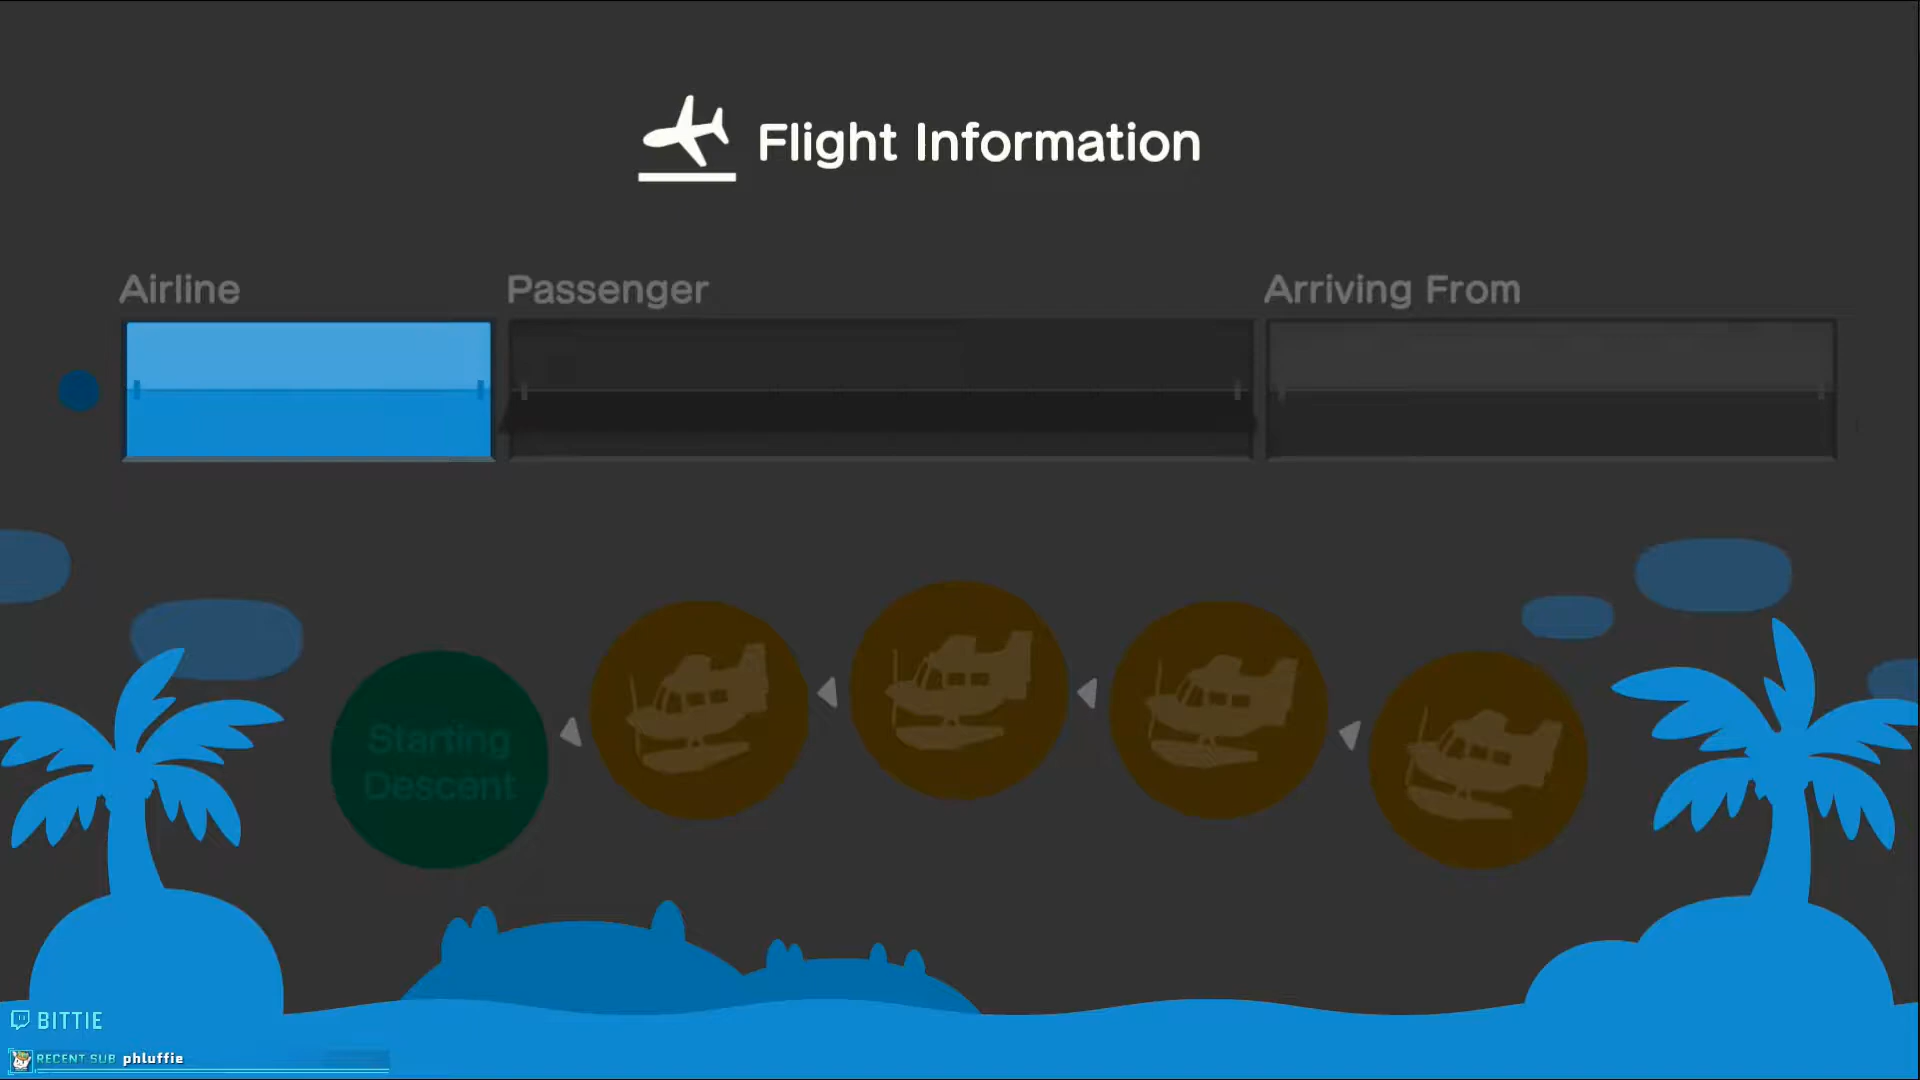 Flight Information
Airline
Passenger
Arriving From
Starting
Descent
BITTIE
RECENT SUB phluffie